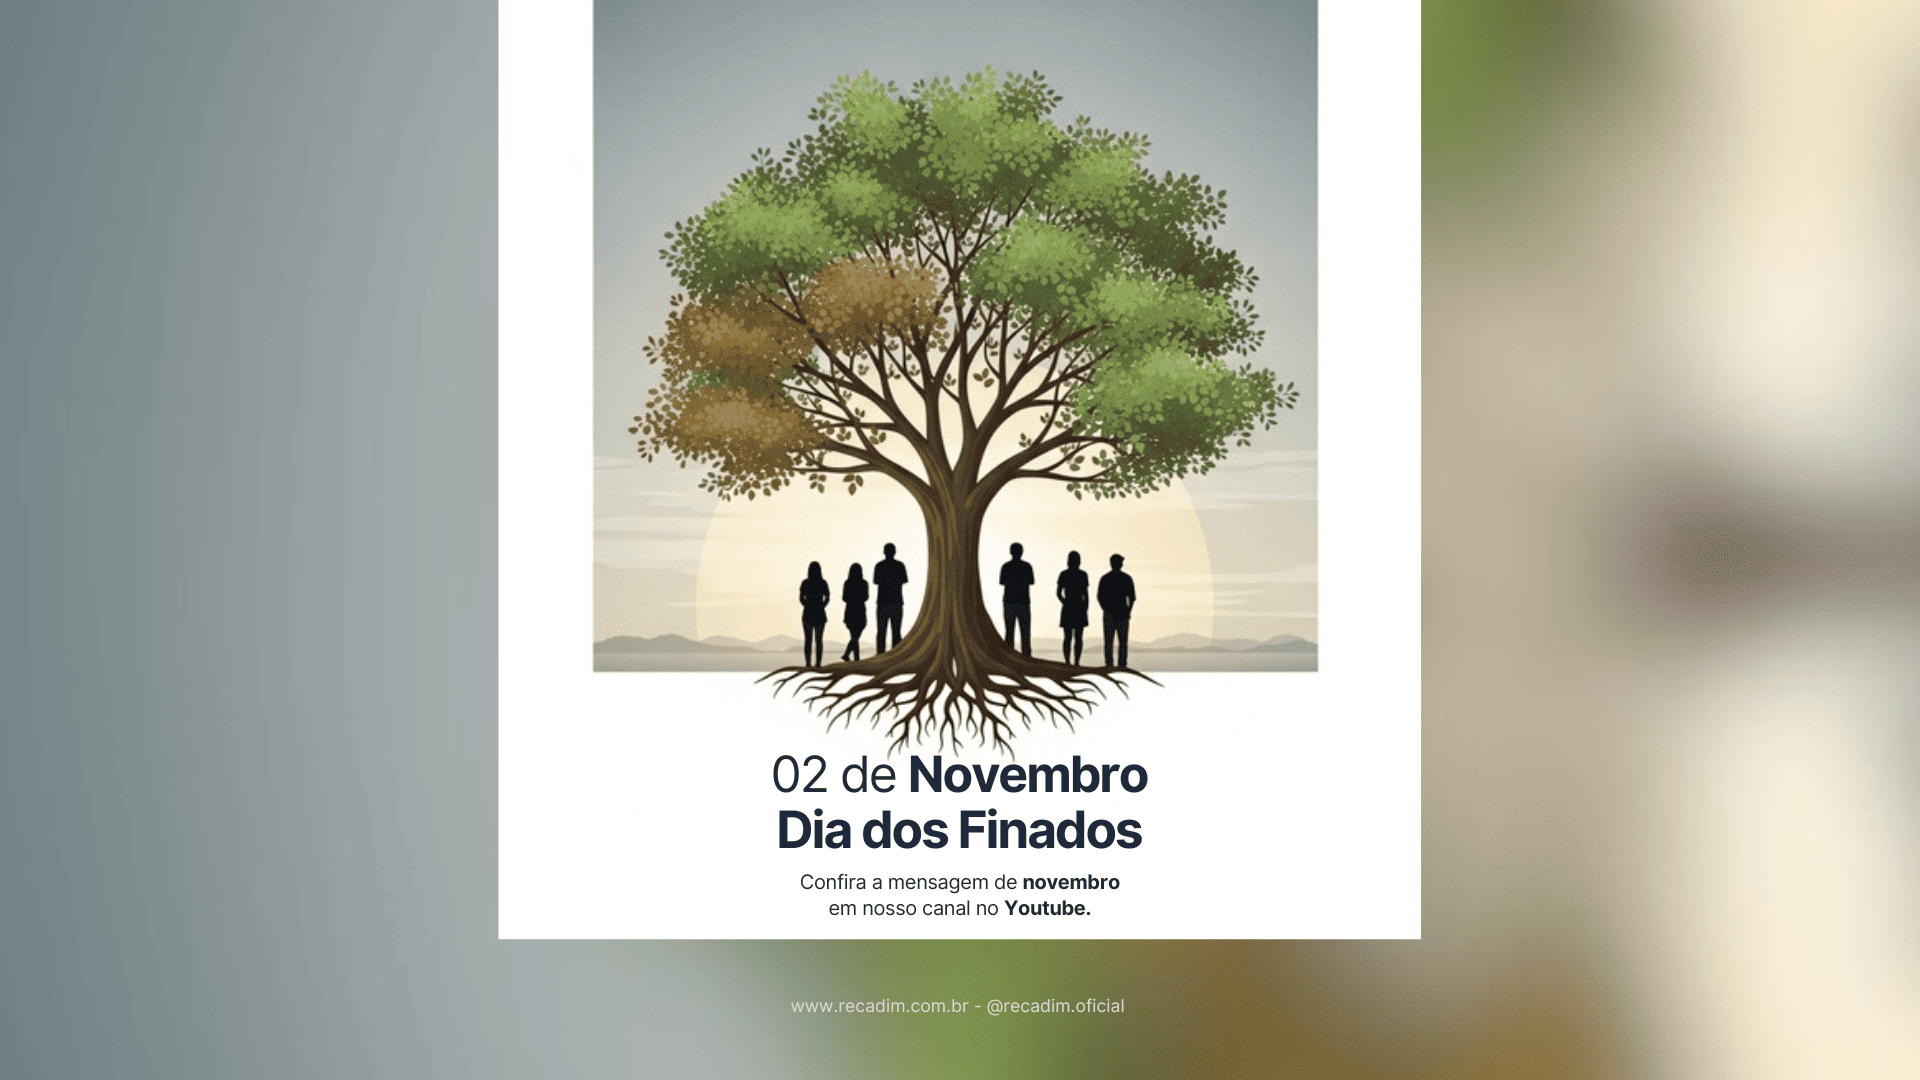 02 de Novembro
Dia dos Finados
Confira a mensagem de novembro
em nosso canal no Youtube.
www.recadim.com.br - @recadim.oficial